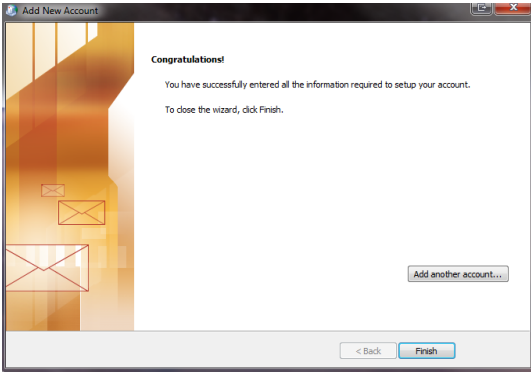 Add New Account
Congratulations!
You have successfully entered all the information required to setup your account.
To close the wizard, click Finish.
Add another account...
< Back
Finish